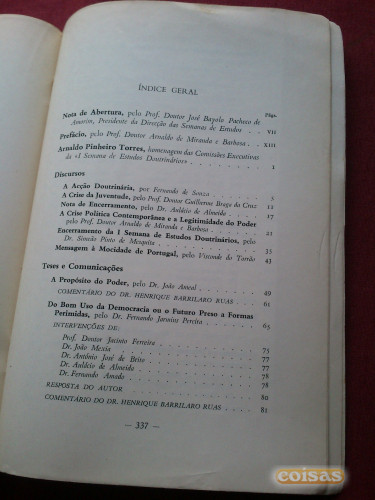 ÍNDICE GERAL
Págs.
Nota de Abertura, pelo Prof. Doutor José Bayolo Pacheco de
Amorim, Presidente da Direcção das Semanas de Estudos . . . VII
Prefácio, pelo Prof. Doutor Arnaldo de Miranda e Barbosa . . . XIII
Arnaldo Pinheiro Torres, homenagem das Comissões Executivas
da «I Semana de Estudos Doutrinários» . . . 1
Discursos
A Acção Doutrinária, por Fernando de Souza . . . 5
A Crise da Juventude, pelo Prof. Doutor Guilherme Braga da Cruz . . . 12
Nota de Encerramento, pelo Dr. Aulácio de Almeida . . . 17
A Crise Política Contemporânea e a Legitimidade do Poder
pelo Prof. Doutor Arnaldo de Miranda e Barbosa . . . 21
Encerramento da I Semana de Estudos Doutrinários, pelo Dr.
Simeão Pinto de Mesquita . . . 35
Mensagem à Mocidade de Portugal, pelo Visconde do Torrão . . . 43
Teses e Comunicações
A Propósito do Poder, pelo Dr. João Ameal . . . 49
COMENTÁRIO DO DR. HENRIQUE BARRILARO RUAS . . . 61
Do Bom Uso da Democracia ou o Futuro Preso a Formas
Perimidas, pelo Dr. Fernando Jasmins Pereira . . . 65
INTERVENÇÕES DE:
Prof. Doutor Jacinto Ferreira . . . 75
Dr. João Mexia . . . 77
Dr. António José de Brito . . . 77
Dr. Aulécio de Almeida . . . 78
Dr. Fernando Amado . . . 78
RESPOSTA DO AUTOR . . . 80
COMENTÁRIO DO DR. HENRIQUE BARRILARO RUAS . . . 81
— 337 —
coisas